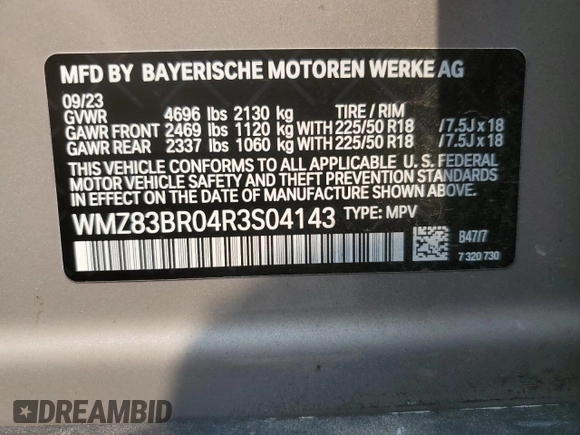 MFD BY BAYERISCHE MOTOREN WERKE AG
09/23
GVWR 4696 lbs 2130 kg TIRE / RIM
GAWR FRONT 2469 lbs 1120 kg WITH 225/50 R18 /7.5J x 18
GAWR REAR 2337 lbs 1060 kg WITH 225/50 R18 /7.5J x 18
THIS VEHICLE CONFORMS TO ALL APPLICABLE U. S. FEDERAL
MOTOR VEHICLE SAFETY AND THEFT PREVENTION STANDARDS
IN EFFECT ON THE DATE OF MANUFACTURE SHOWN ABOVE.
WMZ83BR04R3S04143 TYPE: MPV
847/7
7 320 730
DREAMBID